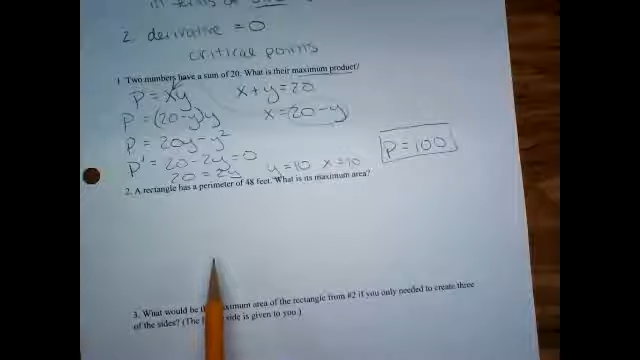 in terms of
2. derivative = 0
critical points
1 Two numbers have a sum of 20. What is their maximum product?
P = xy x + y = 20
P = (20-y)y x = 20 - y
P = 20y - y²
P' = 20 - 2y = 0
20 = 2y y = 10 x = 10 P = 100
2. A rectangle has a perimeter of 48 feet. What is its maximum area?
3. What would be the maximum area of the rectangle from #2 if you only needed to create three
of the sides? (The side is given to you.)